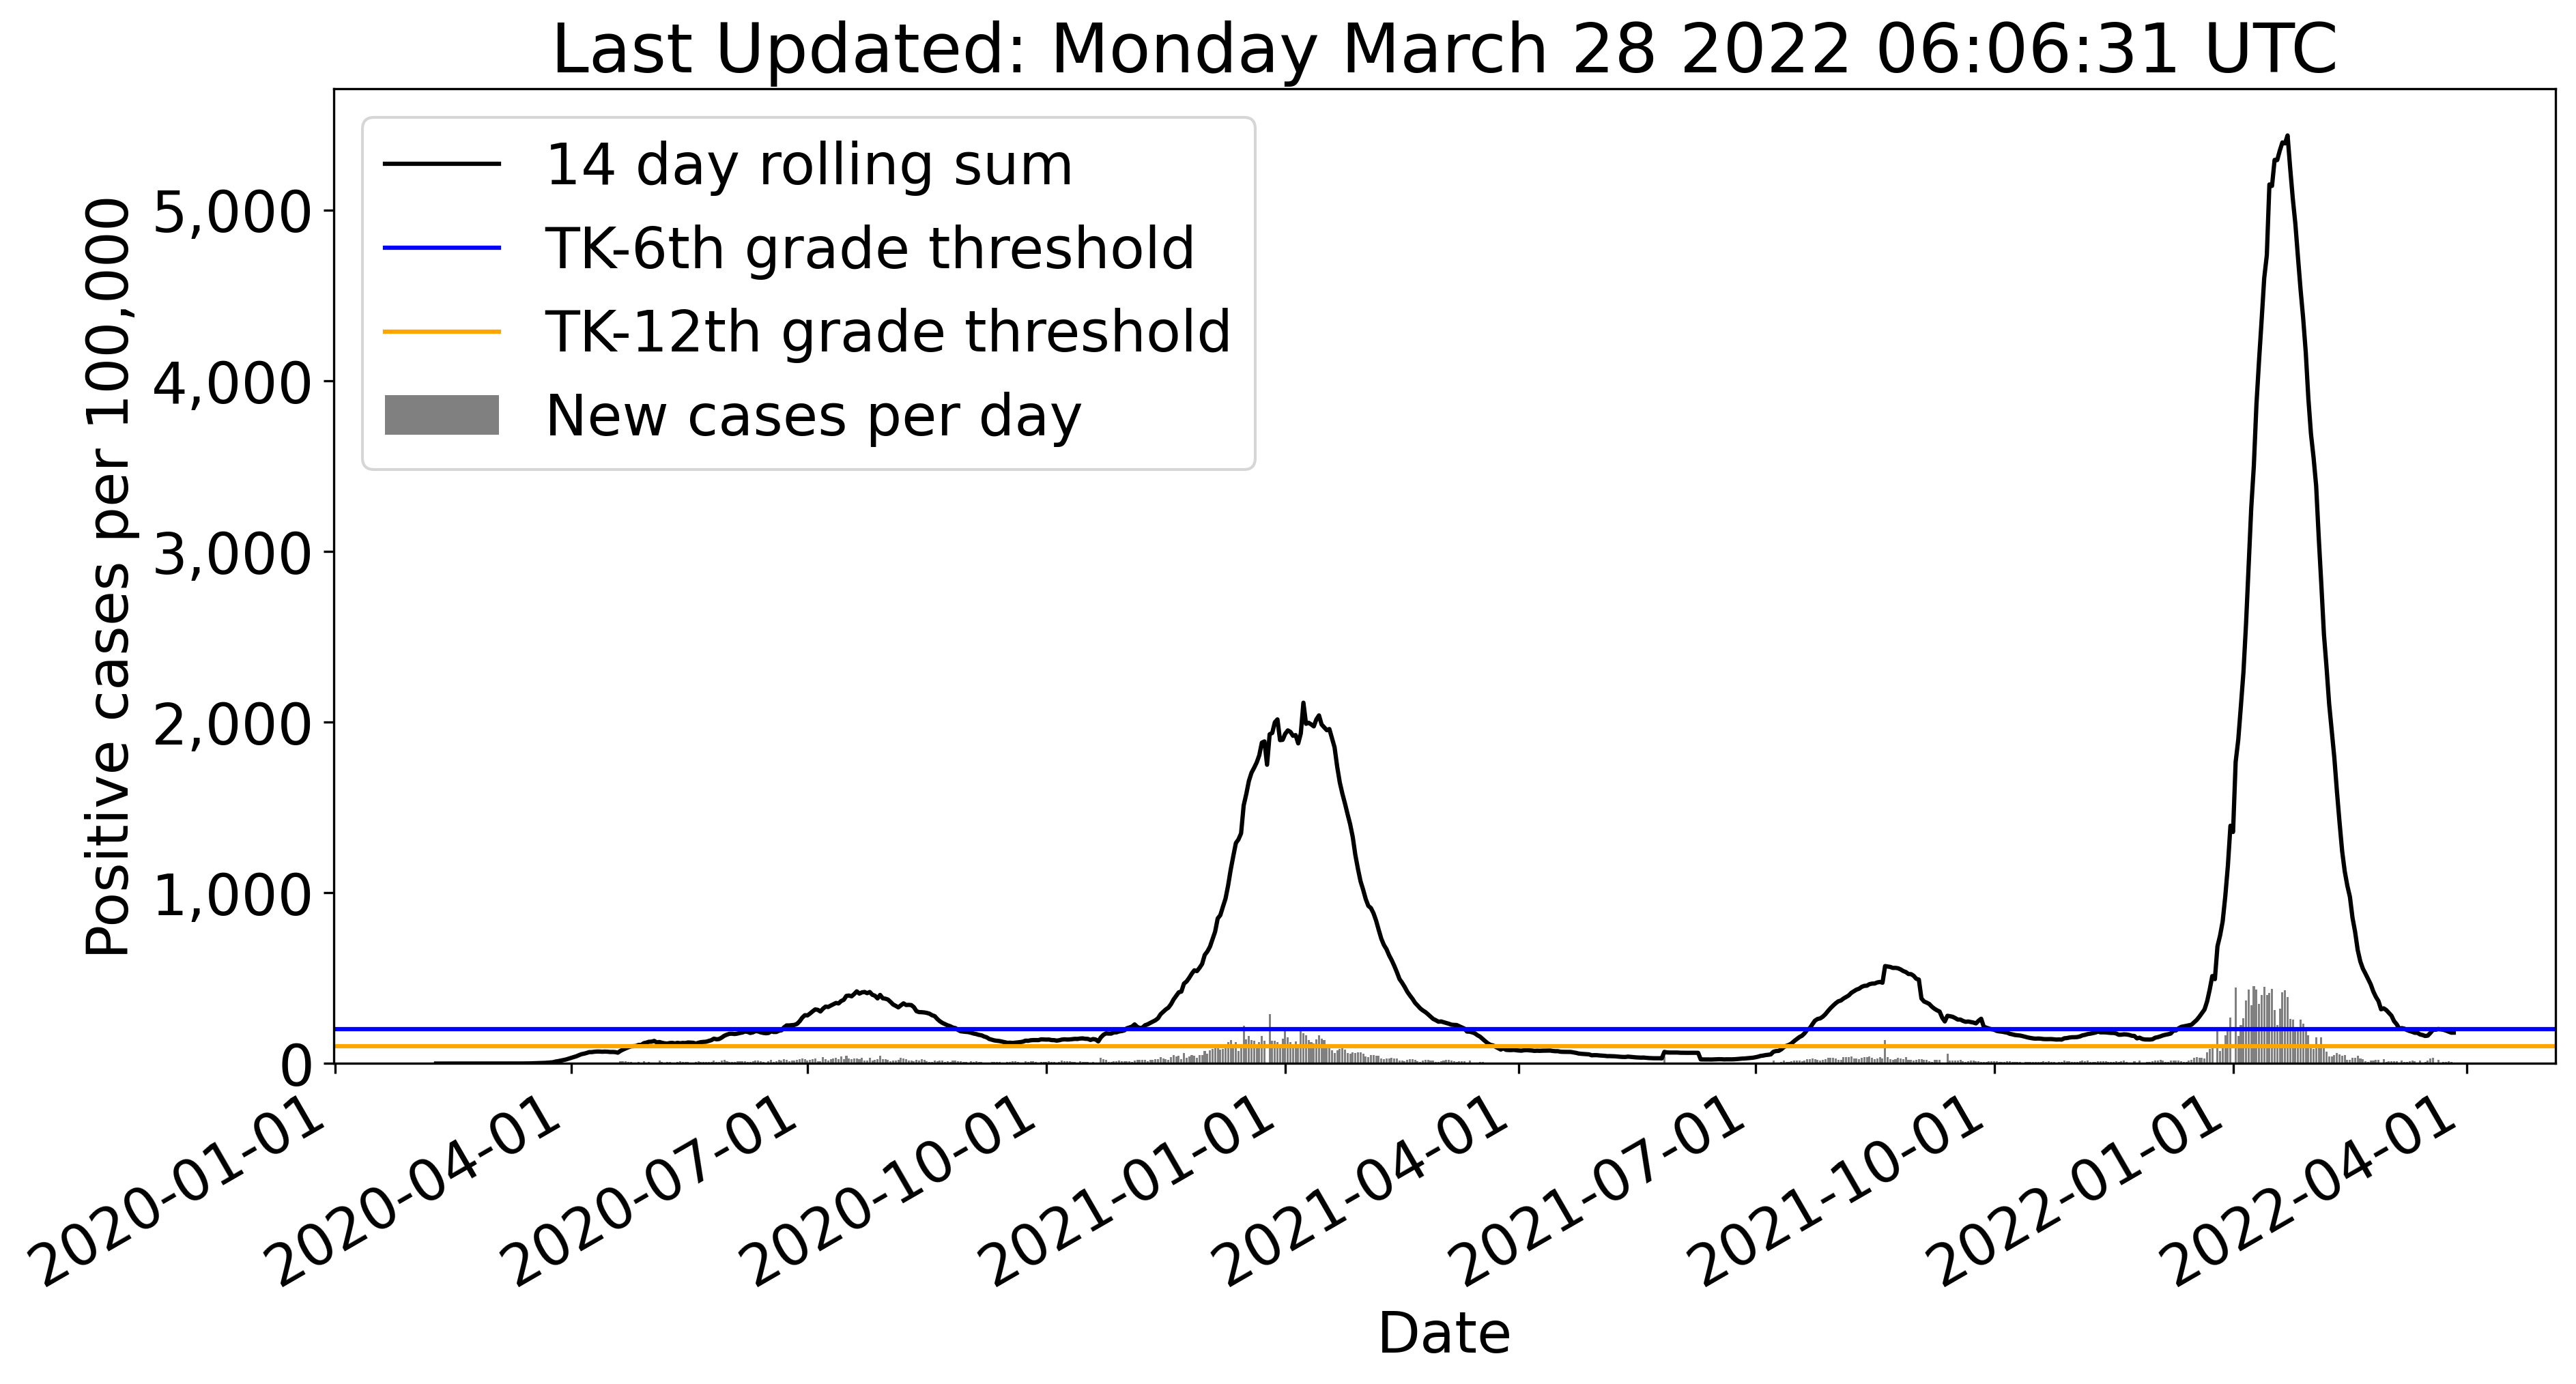 Last Updated: Monday March 28 2022 06:06:31 UTC
14 day rolling sum
TK-6th grade threshold
TK-12th grade threshold
New cases per day
Positive cases per 100,000
5,000
4,000
3,000
2,000
1,000
0
2020-01-01
2020-04-01
2020-07-01
2020-10-01
2021-01-01
2021-04-01
2021-07-01
2021-10-01
2022-01-01
2022-04-01
Date